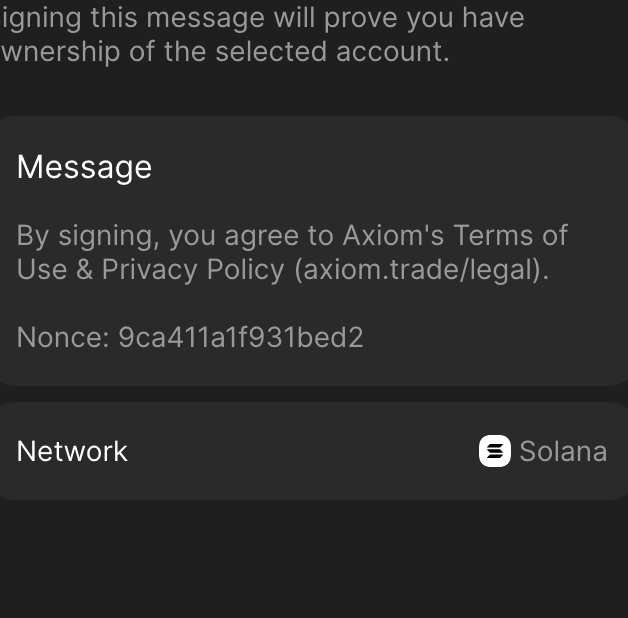 igning this message will prove you have
wnership of the selected account.
Message
By signing, you agree to Axiom's Terms of
Use & Privacy Policy (axiom.trade/legal).
Nonce: 9ca411a1f931bed2
Network
Solana